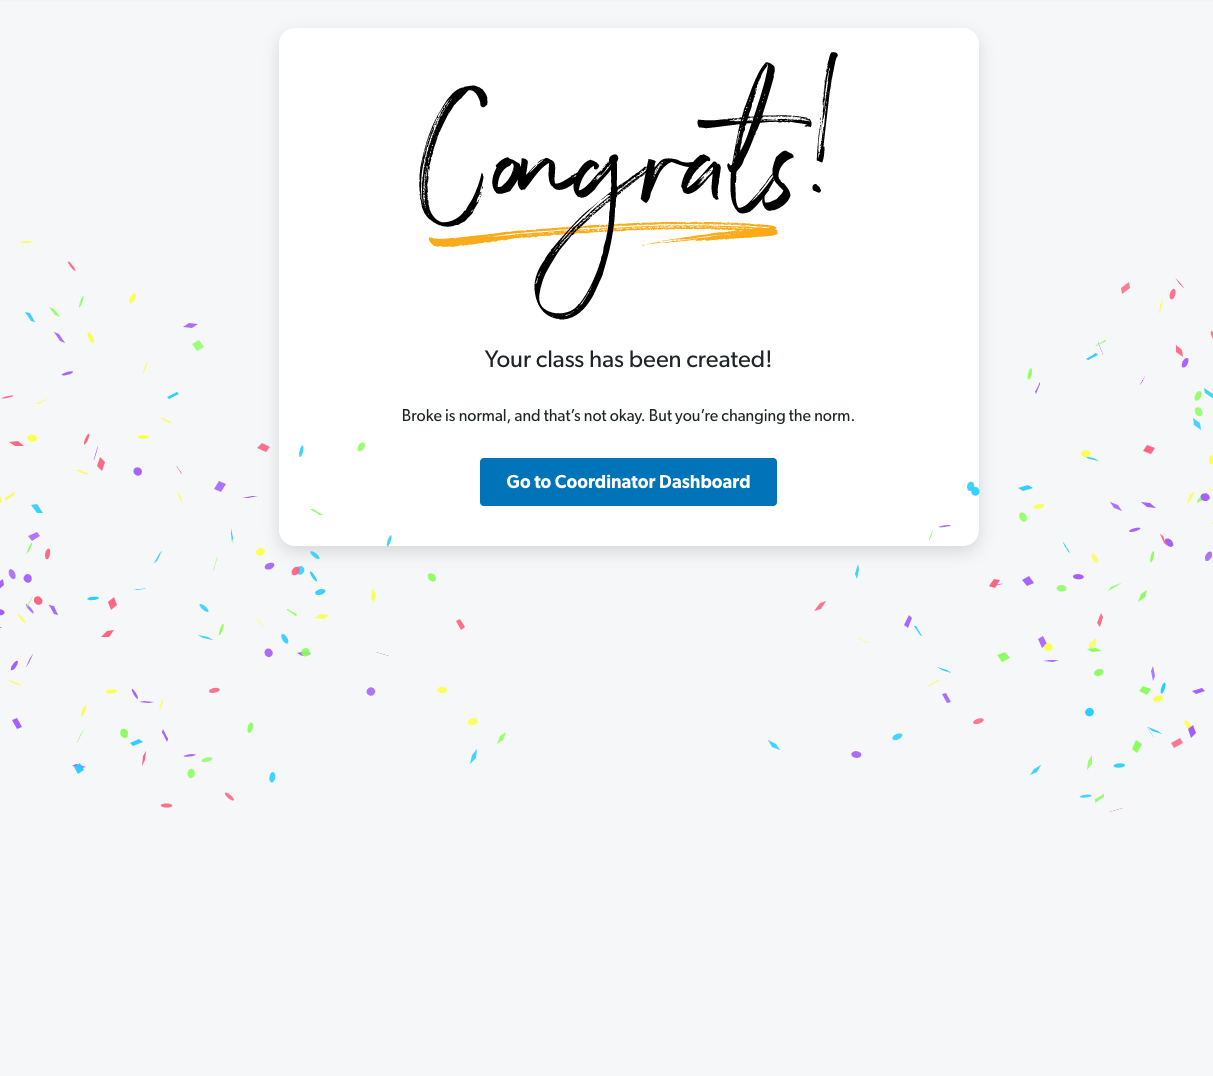 Congrats!
Your class has been created!
Broke is normal, and that’s not okay. But you’re changing the norm.
Go to Coordinator Dashboard